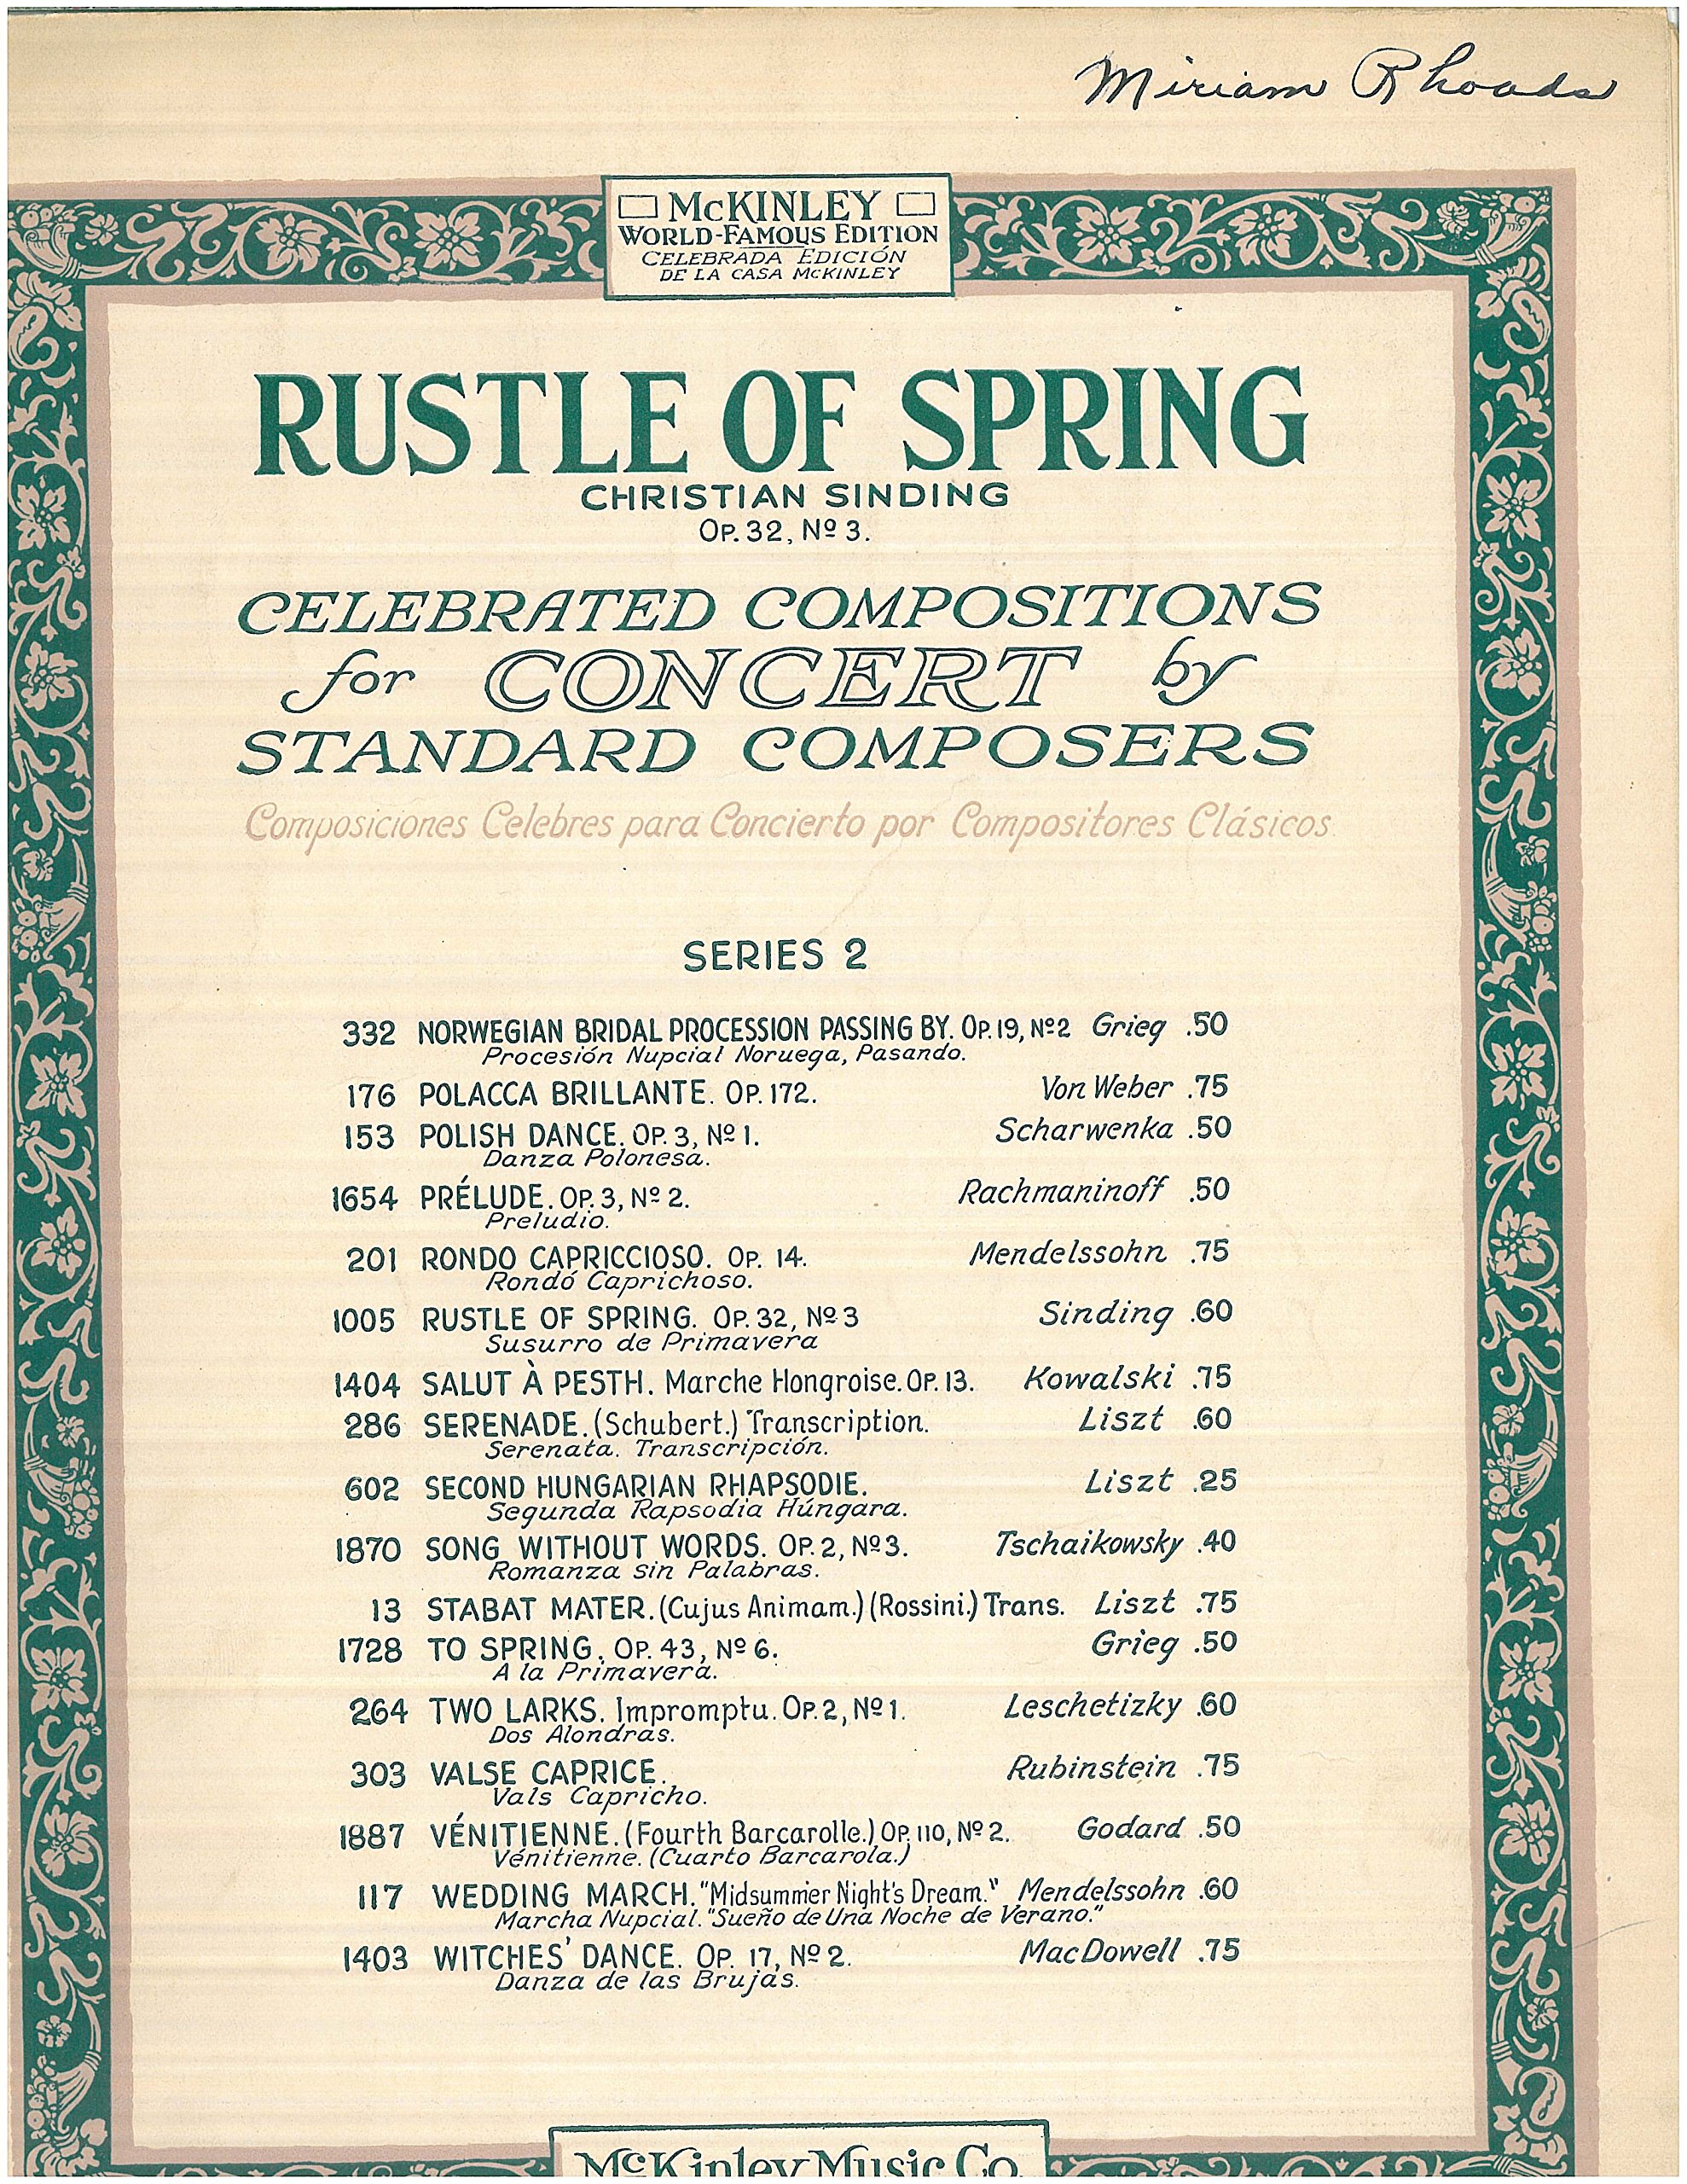 Miriam Rhoads
McKINLEY
WORLD-FAMOUS EDITION
CELEBRADA EDICIÓN
DE LA CASA McKINLEY
RUSTLE OF SPRING
CHRISTIAN SINDING
OP. 32, Nº 3.
CELEBRATED COMPOSITIONS
for CONCERT by
STANDARD COMPOSERS
Composiciones Celebres para Concierto por Compositores Clásicos
SERIES 2
332 NORWEGIAN BRIDAL PROCESSION PASSING BY. OP. 19, Nº 2 Grieg .50
Procesión Nupcial Noruega, Pasando.
176 POLACCA BRILLANTE. OP. 172. Von Weber .75
153 POLISH DANCE. OP. 3, Nº 1. Scharwenka .50
Danza Polonesa.
1654 PRÉLUDE. OP. 3, Nº 2. Rachmaninoff .50
Preludio.
201 RONDO CAPRICCIOSO. OP. 14. Mendelssohn .75
Rondó Caprichoso.
1005 RUSTLE OF SPRING. OP. 32, Nº 3 Sinding .60
Susurro de Primavera
1404 SALUT À PESTH. Marche Hongroise. OP. 13. Kowalski .75
286 SERENADE. (Schubert.) Transcription. Liszt .60
Serenata. Transcripción.
602 SECOND HUNGARIAN RHAPSODIE. Liszt .25
Segunda Rapsodia Húngara.
1870 SONG WITHOUT WORDS. OP. 2, Nº 3. Tschaikowsky .40
Romanza sin Palabras.
13 STABAT MATER. (Cujus Animam.) (Rossini.) Trans. Liszt .75
1728 TO SPRING. OP. 43, Nº 6. Grieg .50
A la Primavera.
264 TWO LARKS. Impromptu. OP. 2, Nº 1. Leschetizky .60
Dos Alondras.
303 VALSE CAPRICE. Rubinstein .75
Vals Capricho.
1887 VÉNITIENNE. (Fourth Barcarolle.) OP. 110, Nº 2. Godard .50
Vénitienne. (Cuarto Barcarola.)
117 WEDDING MARCH. "Midsummer Night's Dream." Mendelssohn .60
Marcha Nupcial. "Sueño de Una Noche de Verano."
1403 WITCHES' DANCE. OP. 17, Nº 2. MacDowell .75
Danza de las Brujas.
McKinley Music Co.